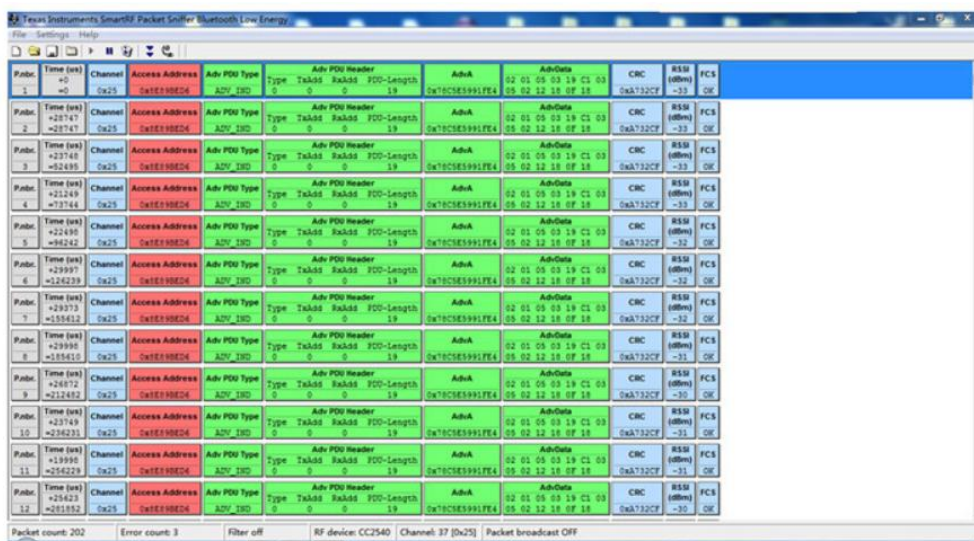 Texas Instruments SmartRF Packet Sniffer Bluetooth Low Energy
File Settings Help
P.nbr. Time (us) Channel Access Address Adv PDU Type Adv PDU Header AdvA AdvData CRC RSSI (dBm) FCS
+0 Type TxAdd RxAdd PDU-Length 02 01 05 03 19 C1 03
1 =0 0x25 0x8E89BED6 ADV_IND 0 0 0 19 0x78C5E5991FE4 05 02 12 18 0F 18 0xA732CF -33 OK
P.nbr. Time (us) Channel Access Address Adv PDU Type Adv PDU Header AdvA AdvData CRC RSSI (dBm) FCS
+28747 Type TxAdd RxAdd PDU-Length 02 01 05 03 19 C1 03
2 =28747 0x25 0x8E89BED6 ADV_IND 0 0 0 19 0x78C5E5991FE4 05 02 12 18 0F 18 0xA732CF -33 OK
P.nbr. Time (us) Channel Access Address Adv PDU Type Adv PDU Header AdvA AdvData CRC RSSI (dBm) FCS
+23748 Type TxAdd RxAdd PDU-Length 02 01 05 03 19 C1 03
3 =52495 0x25 0x8E89BED6 ADV_IND 0 0 0 19 0x78C5E5991FE4 05 02 12 18 0F 18 0xA732CF -33 OK
P.nbr. Time (us) Channel Access Address Adv PDU Type Adv PDU Header AdvA AdvData CRC RSSI (dBm) FCS
+21249 Type TxAdd RxAdd PDU-Length 02 01 05 03 19 C1 03
4 =73744 0x25 0x8E89BED6 ADV_IND 0 0 0 19 0x78C5E5991FE4 05 02 12 18 0F 18 0xA732CF -33 OK
P.nbr. Time (us) Channel Access Address Adv PDU Type Adv PDU Header AdvA AdvData CRC RSSI (dBm) FCS
+22498 Type TxAdd RxAdd PDU-Length 02 01 05 03 19 C1 03
5 =96242 0x25 0x8E89BED6 ADV_IND 0 0 0 19 0x78C5E5991FE4 05 02 12 18 0F 18 0xA732CF -32 OK
P.nbr. Time (us) Channel Access Address Adv PDU Type Adv PDU Header AdvA AdvData CRC RSSI (dBm) FCS
+29997 Type TxAdd RxAdd PDU-Length 02 01 05 03 19 C1 03
6 =126239 0x25 0x8E89BED6 ADV_IND 0 0 0 19 0x78C5E5991FE4 05 02 12 18 0F 18 0xA732CF -32 OK
P.nbr. Time (us) Channel Access Address Adv PDU Type Adv PDU Header AdvA AdvData CRC RSSI (dBm) FCS
+29373 Type TxAdd RxAdd PDU-Length 02 01 05 03 19 C1 03
7 =155612 0x25 0x8E89BED6 ADV_IND 0 0 0 19 0x78C5E5991FE4 05 02 12 18 0F 18 0xA732CF -32 OK
P.nbr. Time (us) Channel Access Address Adv PDU Type Adv PDU Header AdvA AdvData CRC RSSI (dBm) FCS
+29998 Type TxAdd RxAdd PDU-Length 02 01 05 03 19 C1 03
8 =185610 0x25 0x8E89BED6 ADV_IND 0 0 0 19 0x78C5E5991FE4 05 02 12 18 0F 18 0xA732CF -31 OK
P.nbr. Time (us) Channel Access Address Adv PDU Type Adv PDU Header AdvA AdvData CRC RSSI (dBm) FCS
+26872 Type TxAdd RxAdd PDU-Length 02 01 05 03 19 C1 03
9 =212482 0x25 0x8E89BED6 ADV_IND 0 0 0 19 0x78C5E5991FE4 05 02 12 18 0F 18 0xA732CF -30 OK
P.nbr. Time (us) Channel Access Address Adv PDU Type Adv PDU Header AdvA AdvData CRC RSSI (dBm) FCS
+23749 Type TxAdd RxAdd PDU-Length 02 01 05 03 19 C1 03
10 =236231 0x25 0x8E89BED6 ADV_IND 0 0 0 19 0x78C5E5991FE4 05 02 12 18 0F 18 0xA732CF -31 OK
P.nbr. Time (us) Channel Access Address Adv PDU Type Adv PDU Header AdvA AdvData CRC RSSI (dBm) FCS
+19998 Type TxAdd RxAdd PDU-Length 02 01 05 03 19 C1 03
11 =256229 0x25 0x8E89BED6 ADV_IND 0 0 0 19 0x78C5E5991FE4 05 02 12 18 0F 18 0xA732CF -31 OK
P.nbr. Time (us) Channel Access Address Adv PDU Type Adv PDU Header AdvA AdvData CRC RSSI (dBm) FCS
+25623 Type TxAdd RxAdd PDU-Length 02 01 05 03 19 C1 03
12 =281852 0x25 0x8E89BED6 ADV_IND 0 0 0 19 0x78C5E5991FE4 05 02 12 18 0F 18 0xA732CF -30 OK
Packet count: 202 Error count: 3 Filter off RF device: CC2540 Channel: 37 [0x25] Packet broadcast OFF